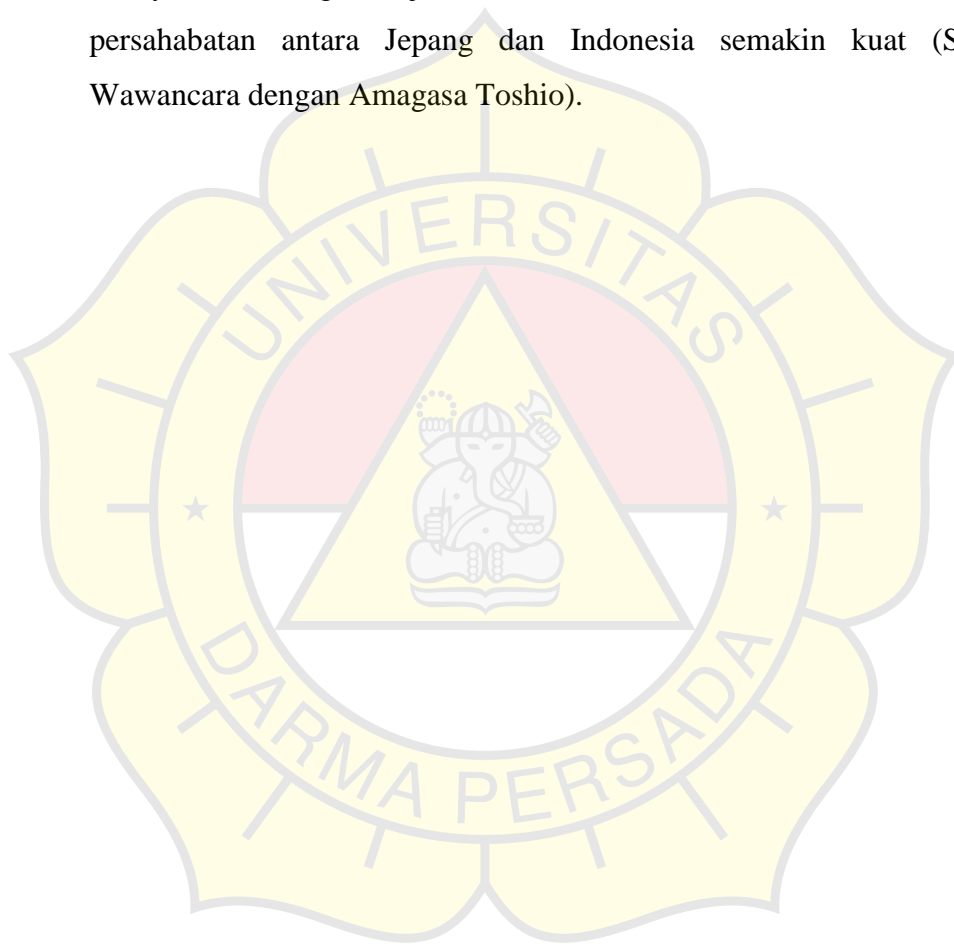 persahabatan antara Jepang dan Indonesia semakin kuat (S
Wawancara dengan Amagasa Toshio).
UNIVERSITAS
DARMA PERSADA